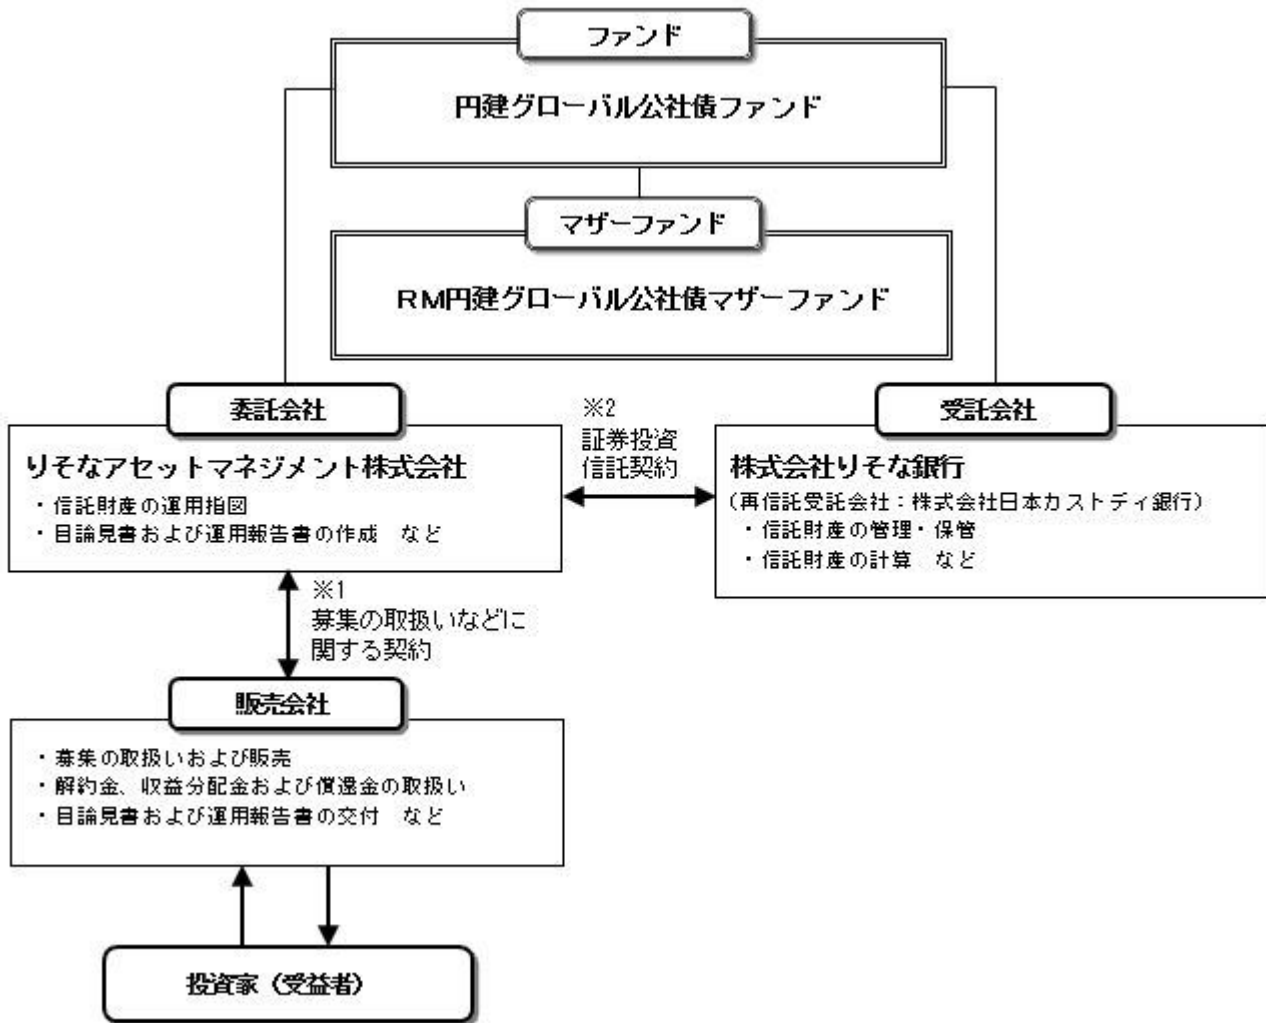 ファンド
円建グローバル公社債ファンド
マザーファンド
RM円建グローバル公社債マザーファンド
委託会社
りそなアセットマネジメント株式会社
・信託財産の運用指図
・目論見書および運用報告書の作成　など
※2
証券投資
信託契約
受託会社
株式会社りそな銀行
(再信託受託会社：株式会社日本カストディ銀行)
・信託財産の管理・保管
・信託財産の計算　など
※1
募集の取扱いなどに
関する契約
販売会社
・募集の取扱いおよび販売
・解約金、収益分配金および償還金の取扱い
・目論見書および運用報告書の交付　など
投資家（受益者）